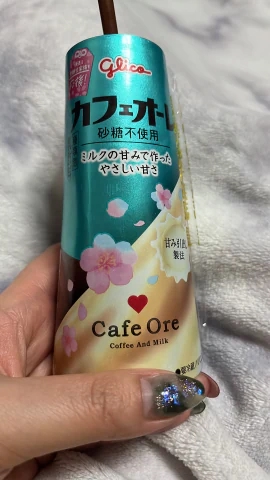 glico
カフェオーレ
砂糖不使用
ミルクの甘みで作った
やさしい甘さ
甘み引出し
製法
Cafe Ore
Coffee And Milk